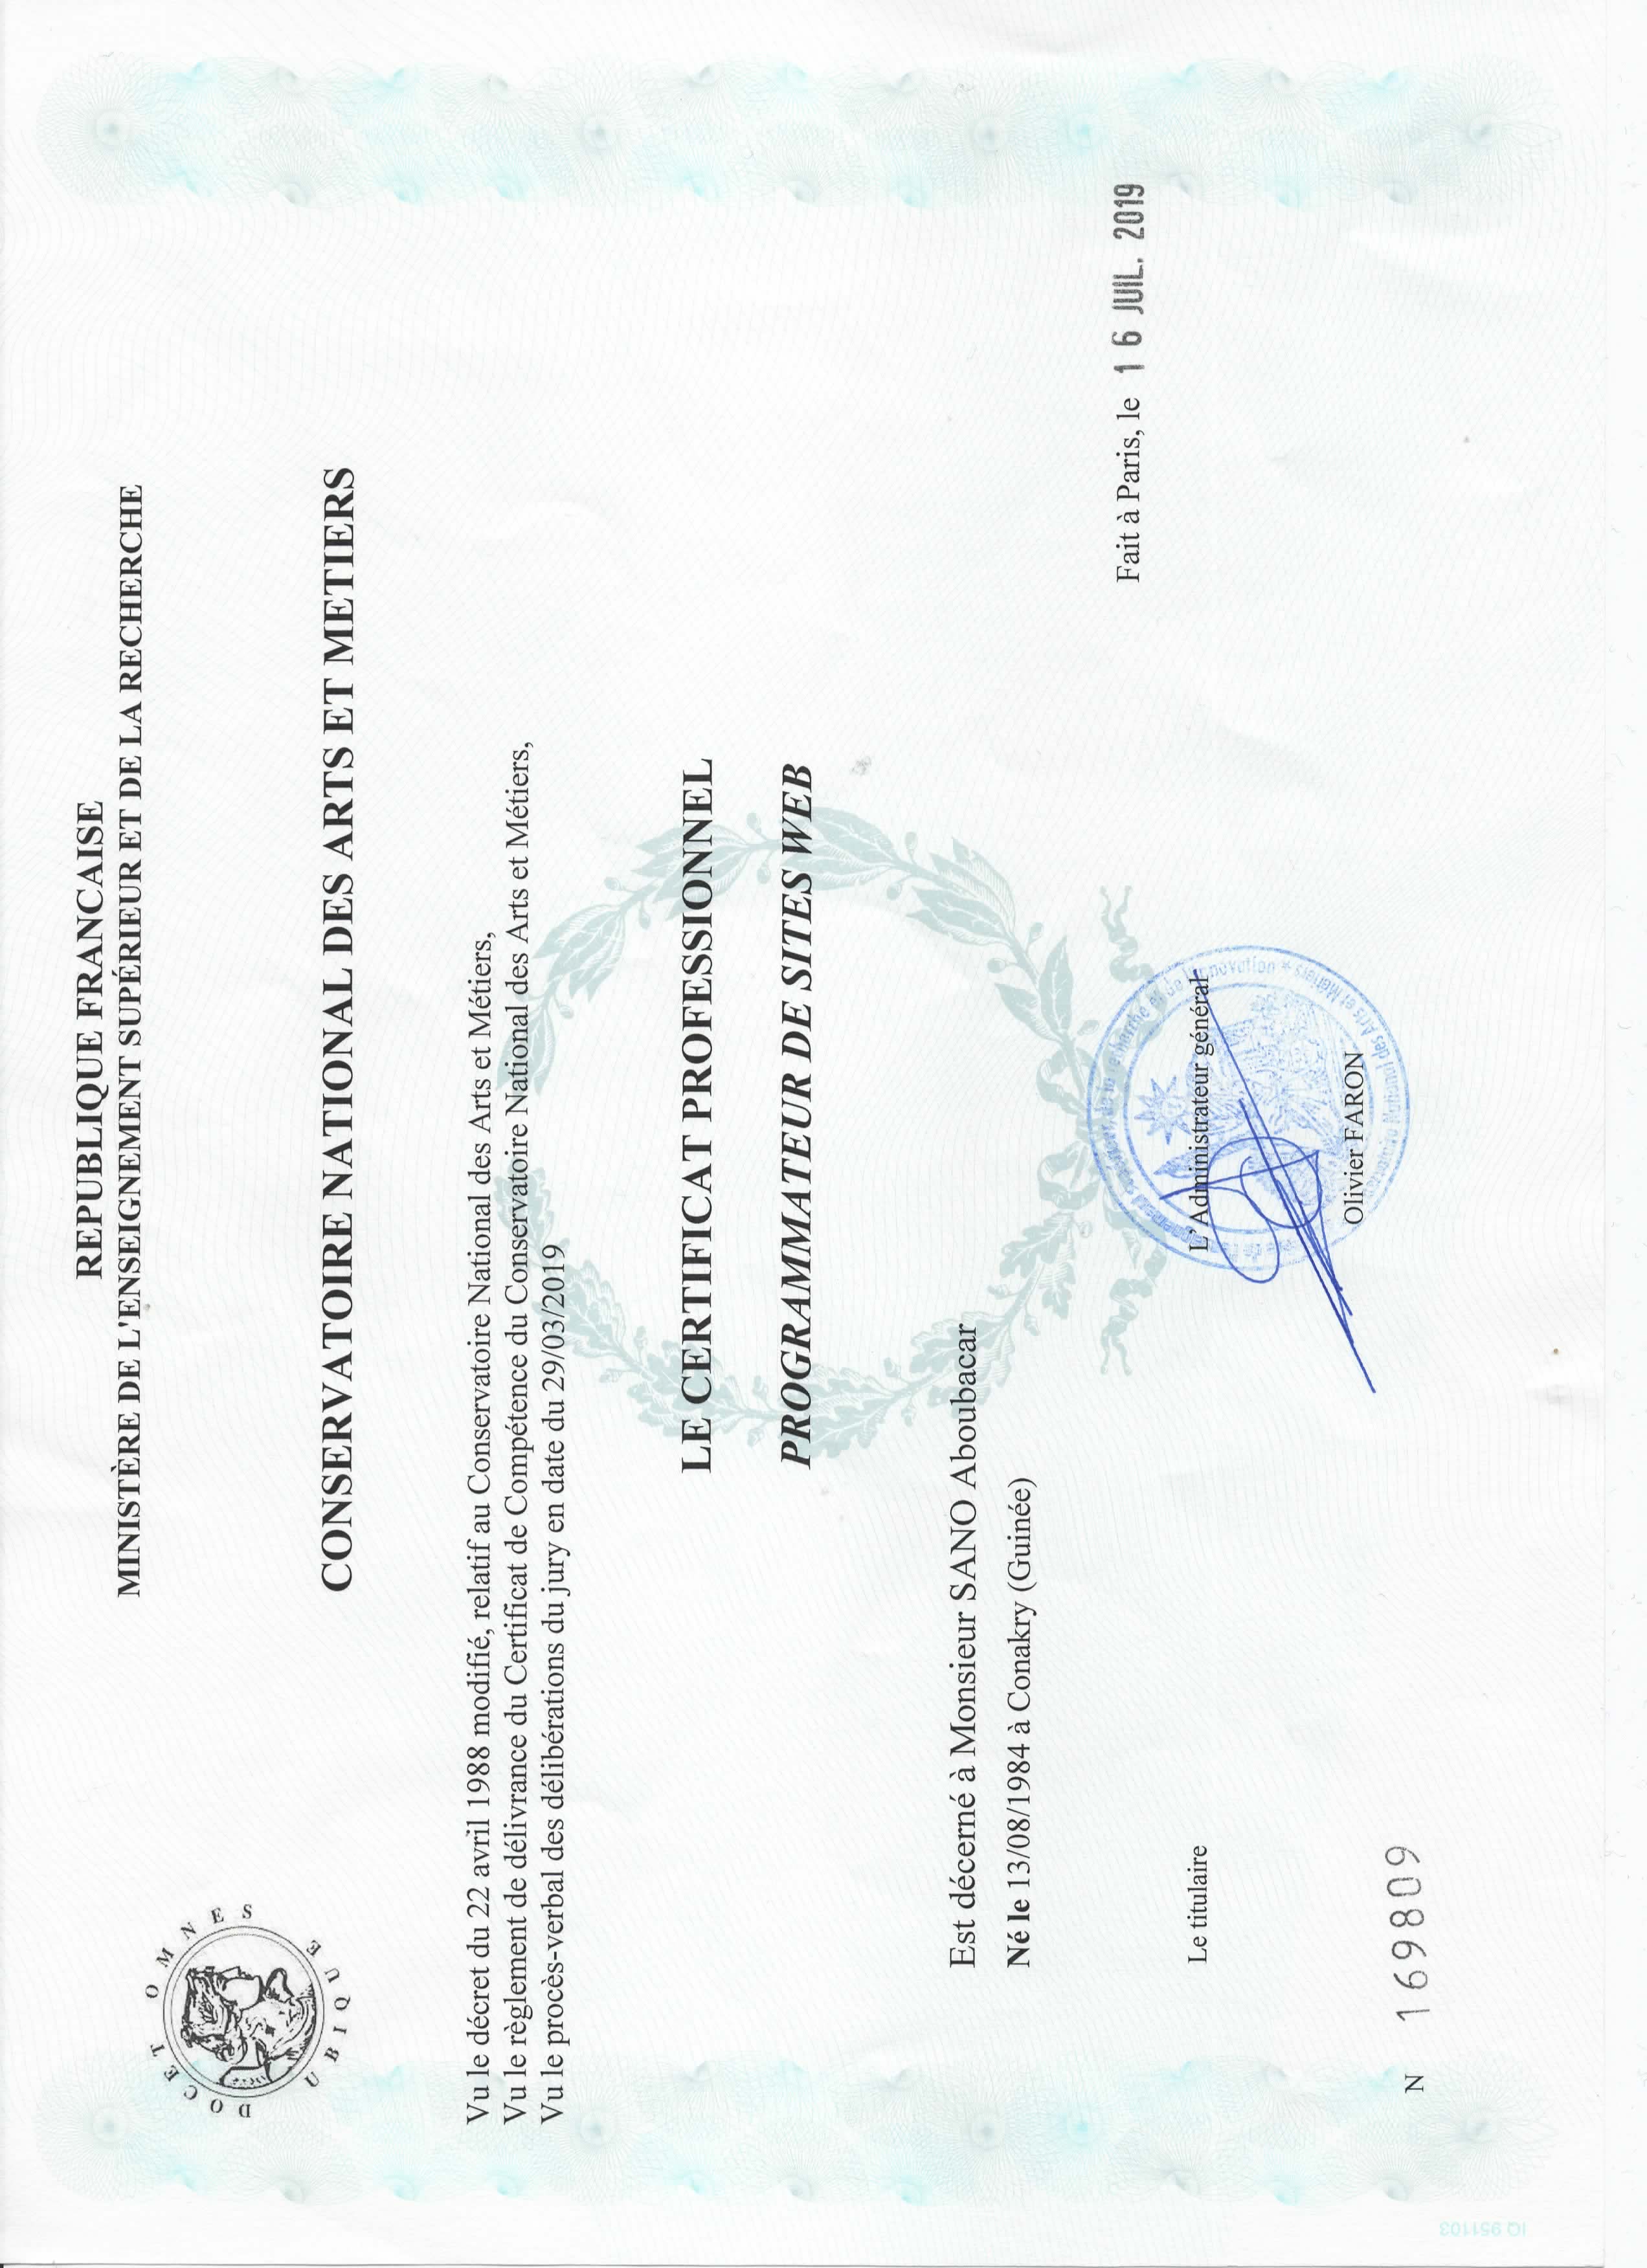 REPUBLIQUE FRANCAISE
MINISTÈRE DE L'ENSEIGNEMENT SUPÉRIEUR ET DE LA RECHERCHE
DOCET OMNES
UBIQUE
CONSERVATOIRE NATIONAL DES ARTS ET METIERS
Vu le décret du 22 avril 1988 modifié, relatif au Conservatoire National des Arts et Métiers,
Vu le règlement de délivrance du Certificat de Compétence du Conservatoire National des Arts et Métiers,
Vu le procès-verbal des délibérations du jury en date du 29/03/2019
LE CERTIFICAT PROFESSIONNEL
PROGRAMMATEUR DE SITES WEB
Est décerné à Monsieur SANO Aboubacar
Né le 13/08/1984 à Conakry (Guinée)
Fait à Paris, le 16 JUIL. 2019
Le titulaire
L'Administrateur général
supérieur, de la recherche et de
National des Arts et Métiers
Olivier FARON
N 169809
IQ 951103